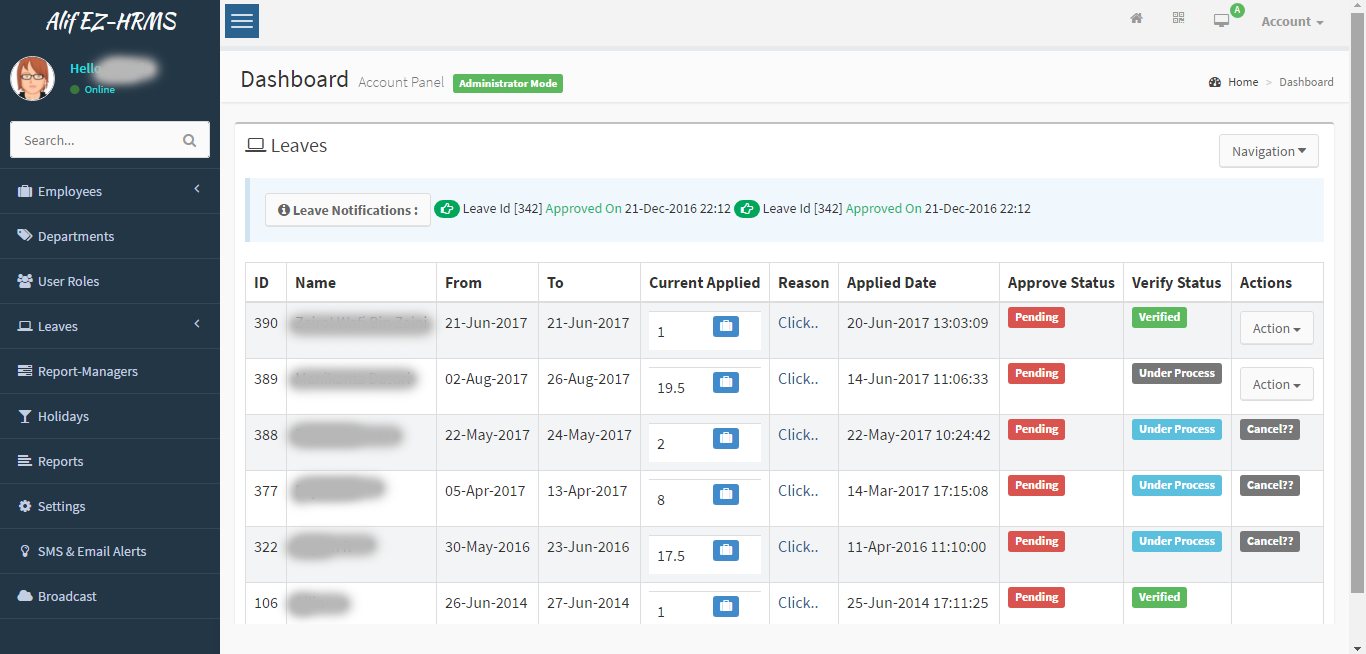 Alif EZ-HRMS
Hello
Online
Search...
Employees
Departments
User Roles
Leaves
Report-Managers
Holidays
Reports
Settings
SMS & Email Alerts
Broadcast
A
Account
Dashboard Account Panel Administrator Mode
Home > Dashboard
Leaves
Navigation
Leave Notifications : Leave Id [342] Approved On 21-Dec-2016 22:12 Leave Id [342] Approved On 21-Dec-2016 22:12
ID Name From To Current Applied Reason Applied Date Approve Status Verify Status Actions
390 21-Jun-2017 21-Jun-2017 1 Click.. 20-Jun-2017 13:03:09 Pending Verified Action
389 02-Aug-2017 26-Aug-2017 19.5 Click.. 14-Jun-2017 11:06:33 Pending Under Process Action
388 22-May-2017 24-May-2017 2 Click.. 22-May-2017 10:24:42 Pending Under Process Cancel??
377 05-Apr-2017 13-Apr-2017 8 Click.. 14-Mar-2017 17:15:08 Pending Under Process Cancel??
322 30-May-2016 23-Jun-2016 17.5 Click.. 11-Apr-2016 11:10:00 Pending Under Process Cancel??
106 26-Jun-2014 27-Jun-2014 1 Click.. 25-Jun-2014 17:11:25 Pending Verified